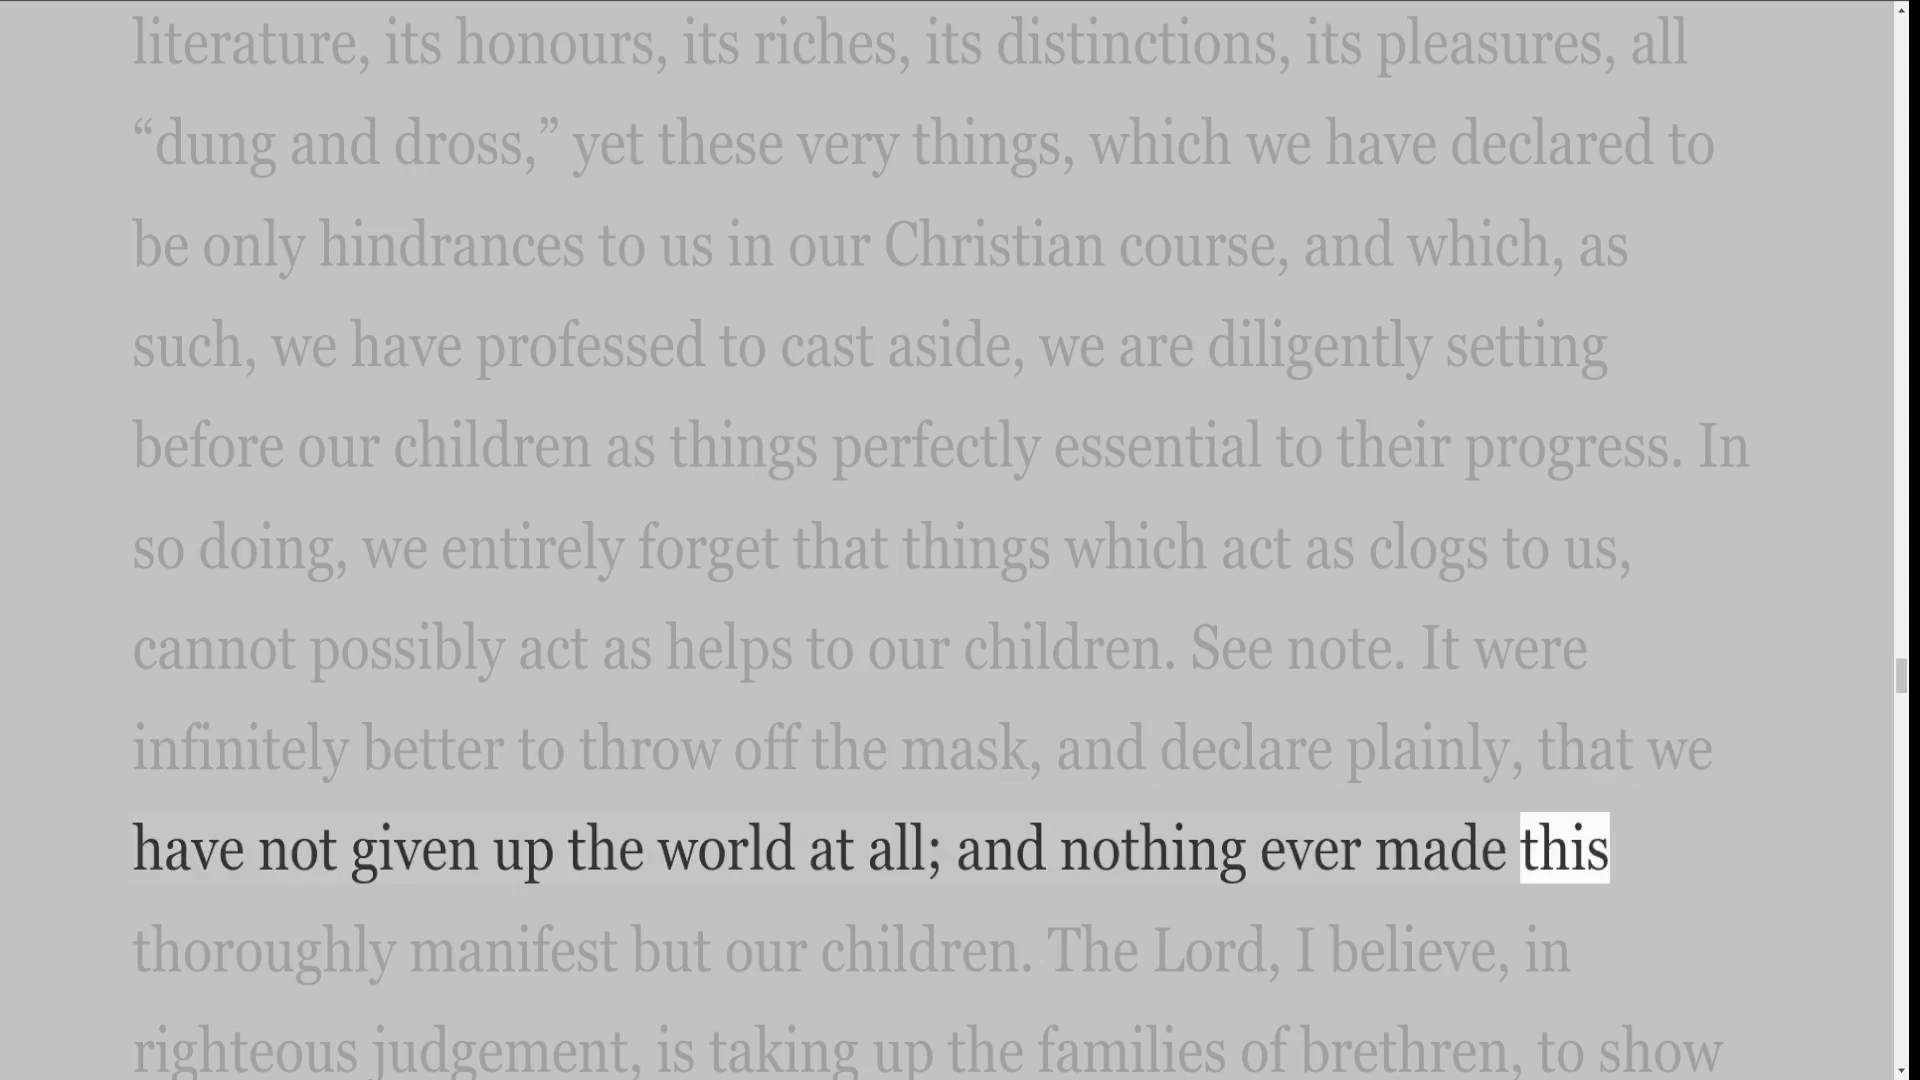 literature, its honours, its riches, its distinctions, its pleasures, all
“dung and dross,” yet these very things, which we have declared to
be only hindrances to us in our Christian course, and which, as
such, we have professed to cast aside, we are diligently setting
before our children as things perfectly essential to their progress. In
so doing, we entirely forget that things which act as clogs to us,
cannot possibly act as helps to our children. See note. It were
infinitely better to throw off the mask, and declare plainly, that we
have not given up the world at all; and nothing ever made this
thoroughly manifest but our children. The Lord, I believe, in
righteous judgement, is taking up the families of brethren, to show